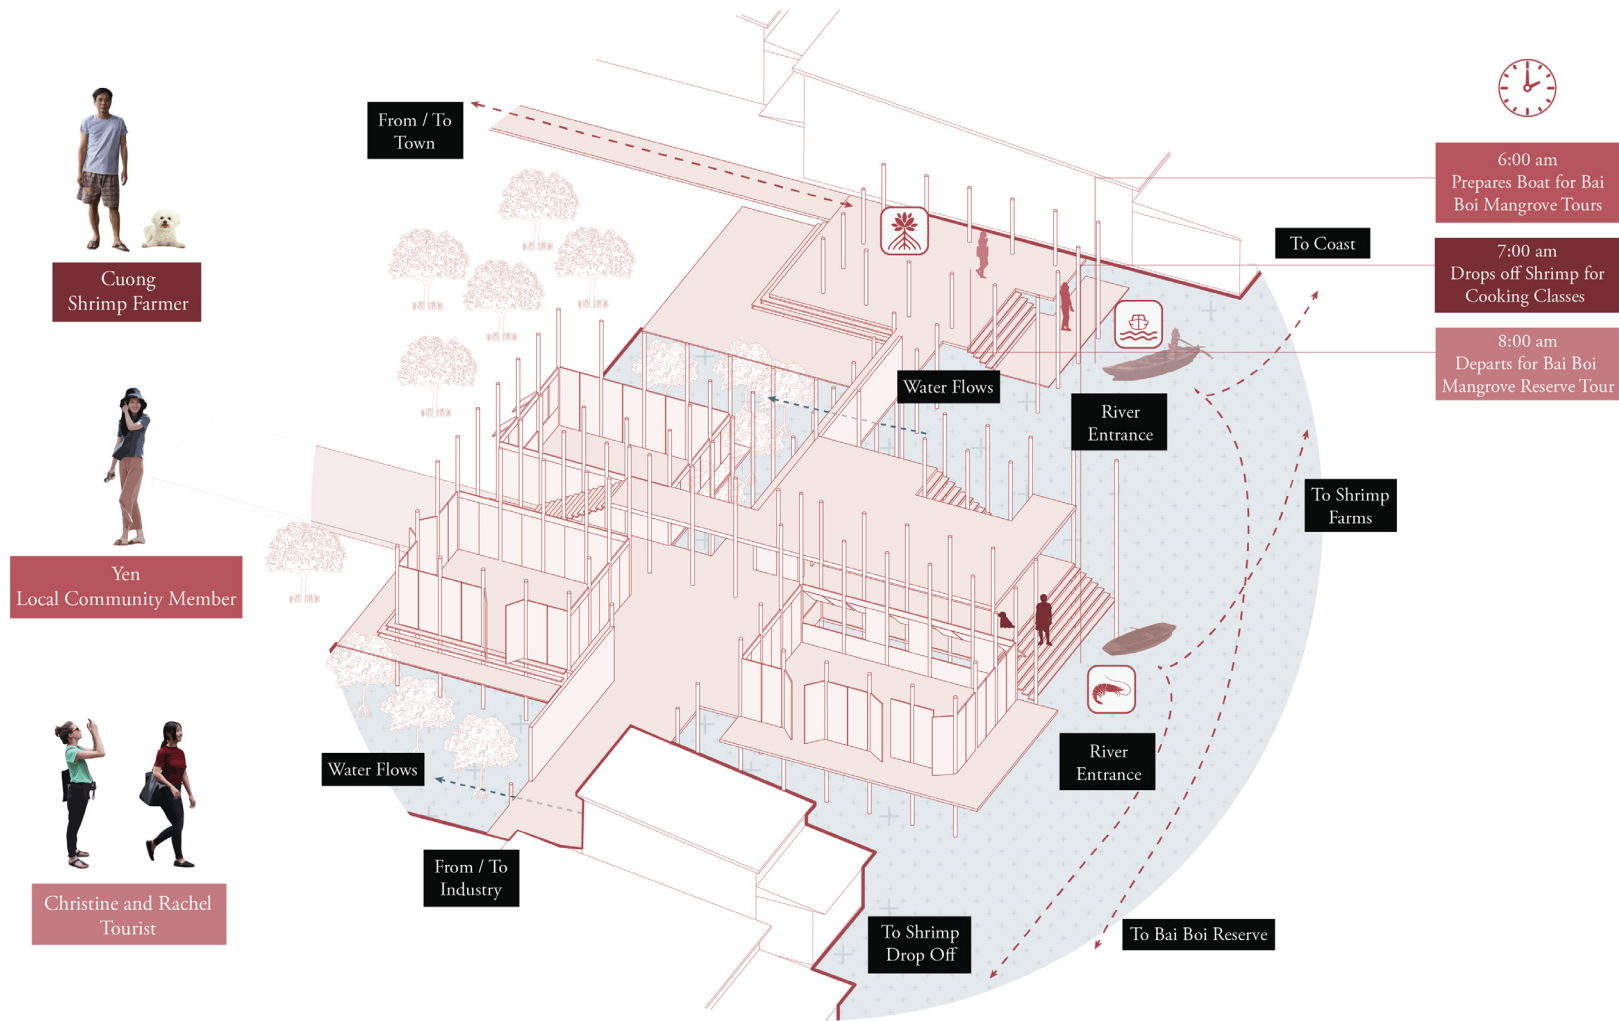 From / To
Town
Cuong
Shrimp Farmer
Yen
Local Community Member
Christine and Rachel
Tourist
Water Flows
River
Entrance
To Coast
To Shrimp
Farms
River
Entrance
Water Flows
From / To
Industry
To Shrimp
Drop Off
To Bai Boi Reserve
6:00 am
Prepares Boat for Bai
Boi Mangrove Tours
7:00 am
Drops off Shrimp for
Cooking Classes
8:00 am
Departs for Bai Boi
Mangrove Reserve Tour